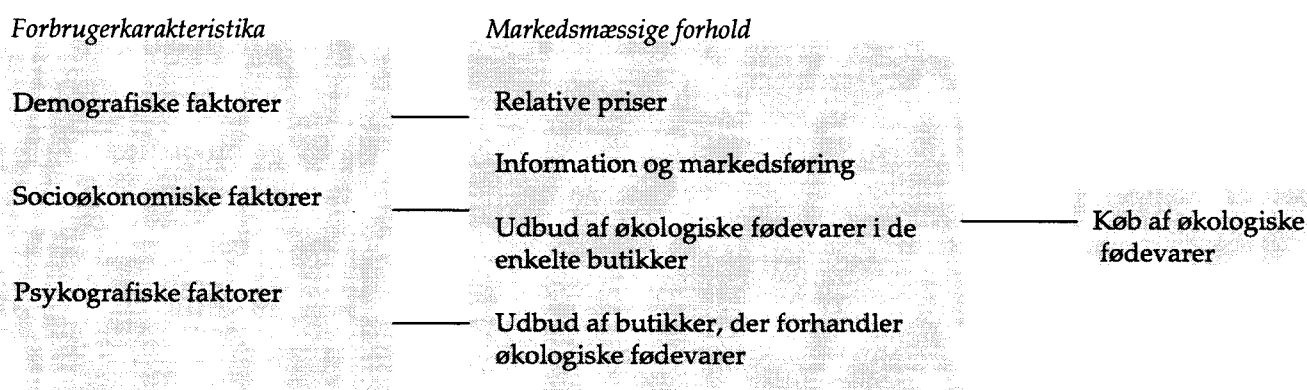 Forbrugerkarakteristika
Demografiske faktorer
Socioøkonomiske faktorer
Psykografiske faktorer
Markedsmæssige forhold
Relative priser
Information og markedsføring
Udbud af økologiske fødevarer i de
enkelte butikker
Udbud af butikker, der forhandler
økologiske fødevarer
Køb af økologiske
fødevarer